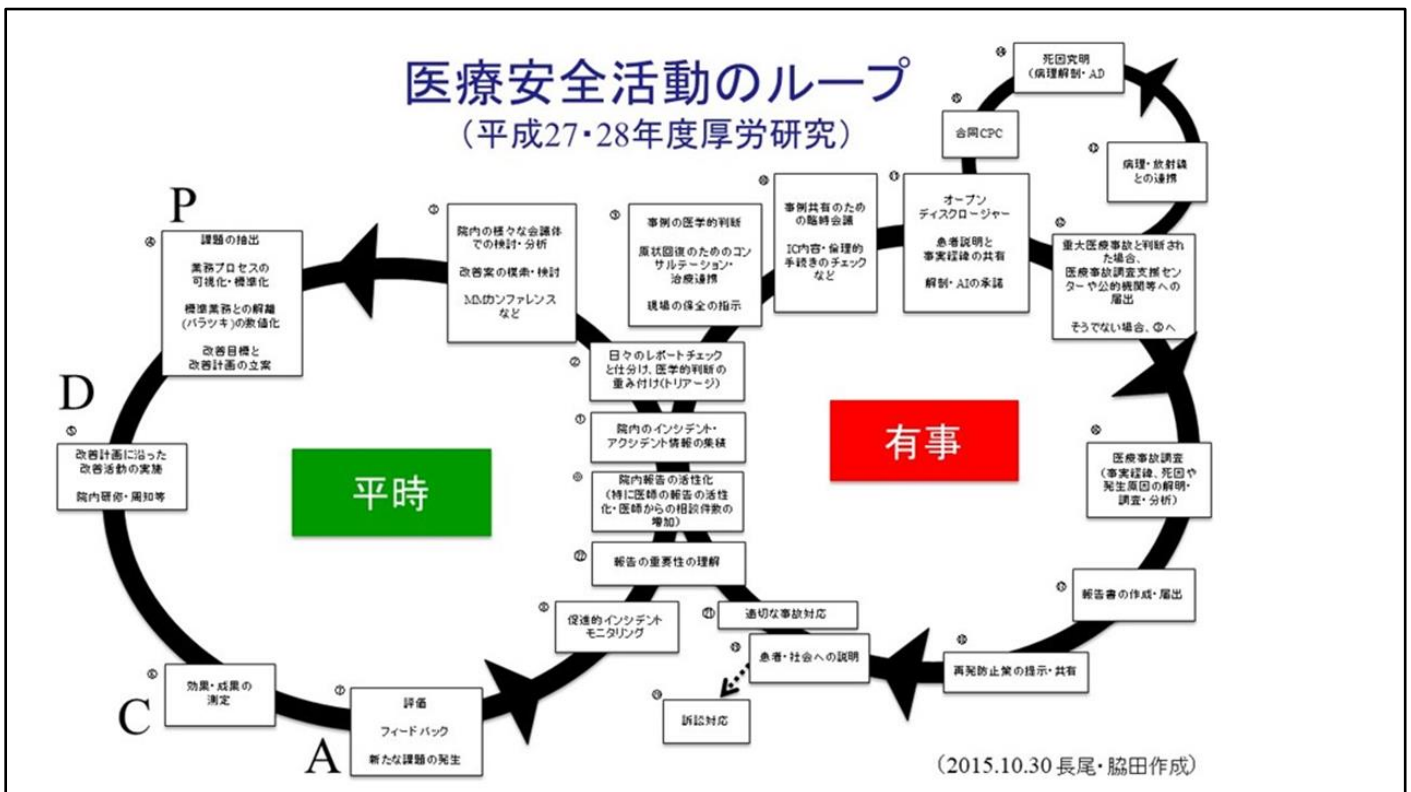 医療安全活動のループ
（平成27・28年度厚労研究）
P
④
課題の抽出
業務プロセスの
可視化・標準化
標準業務との解離
(バラツキ)の数値化
改善目標と
改善計画の立案
D
⑤
改善計画に沿った
改善活動の実施
院内研修・周知等
C
⑥
効果・成果の
測定
A
⑦
評価
フィードバック
新たな課題の発生
平時
院内の様々な会議体
での検討・分析
改善案の模索・検討
MMカンファレンス
など
③
事例の医学的判断
原状回復のためのコン
サルテーション・
治療連携
現場の保全の指示
②
日々のレポートチェック
と仕分け、医学的判断の
重み付け(トリアージ)
①
院内のインシデント・
アクシデント情報の集積
院内報告の活性化
(特に医師の報告の活性
化・医師からの相談件数の
増加)
㉒
報告の重要性の理解
促進的インシデント
モニタリング
㉑
適切な事故対応
患者・社会への説明
訴訟対応
⑩
事例共有のため
の臨時会議
IC内容・倫理的
手続きのチェック
など
⑪
オープン
ディスクロージャー
患者説明と
事実経緯の共有
解剖・AIの承諾
⑫
重大医療事故と判断され
た場合、
医療事故調査支援セン
ターや公的機関等への
届出
そうでない場合、③へ
⑬
病理・放射線
との連携
⑭
死因究明
(病理解剖・AI)
⑮
合同CPC
有事
⑯
医療事故調査
(事実経緯、死因や
発生原因の解明・
調査・分析)
⑰
報告書の作成・届出
⑱
再発防止策の提示・共有
（2015.10.30 長尾・脇田作成）